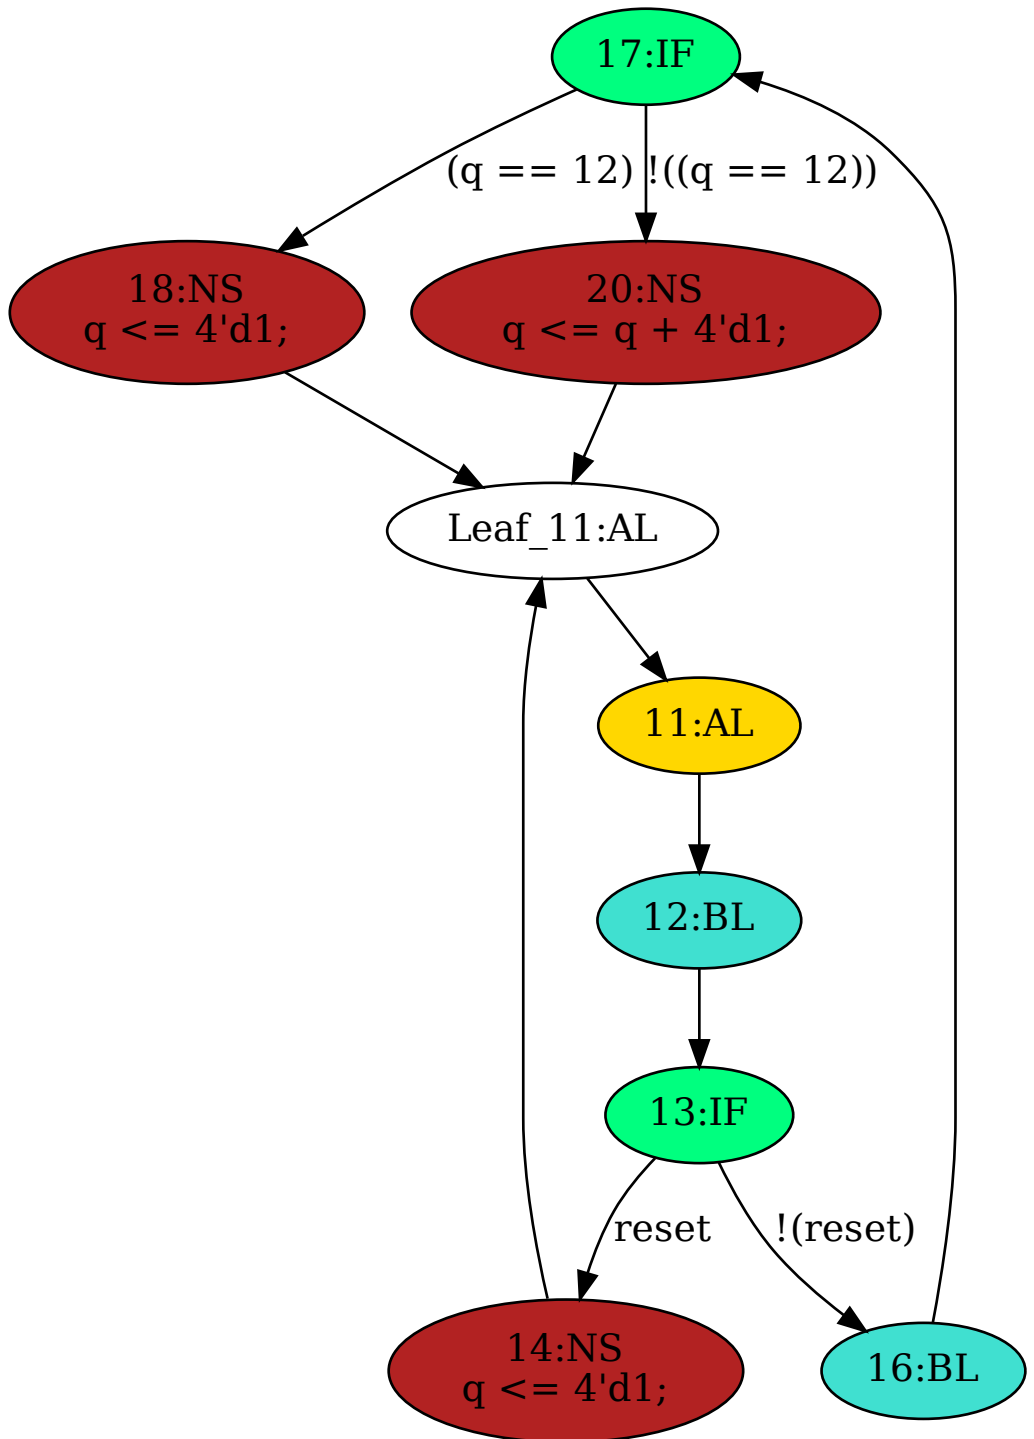 17:IF
(q == 12)
!((q == 12))
18:NS
q <= 4'd1;
20:NS
q <= q + 4'd1;
Leaf_11:AL
11:AL
12:BL
13:IF
reset
!(reset)
14:NS
q <= 4'd1;
16:BL